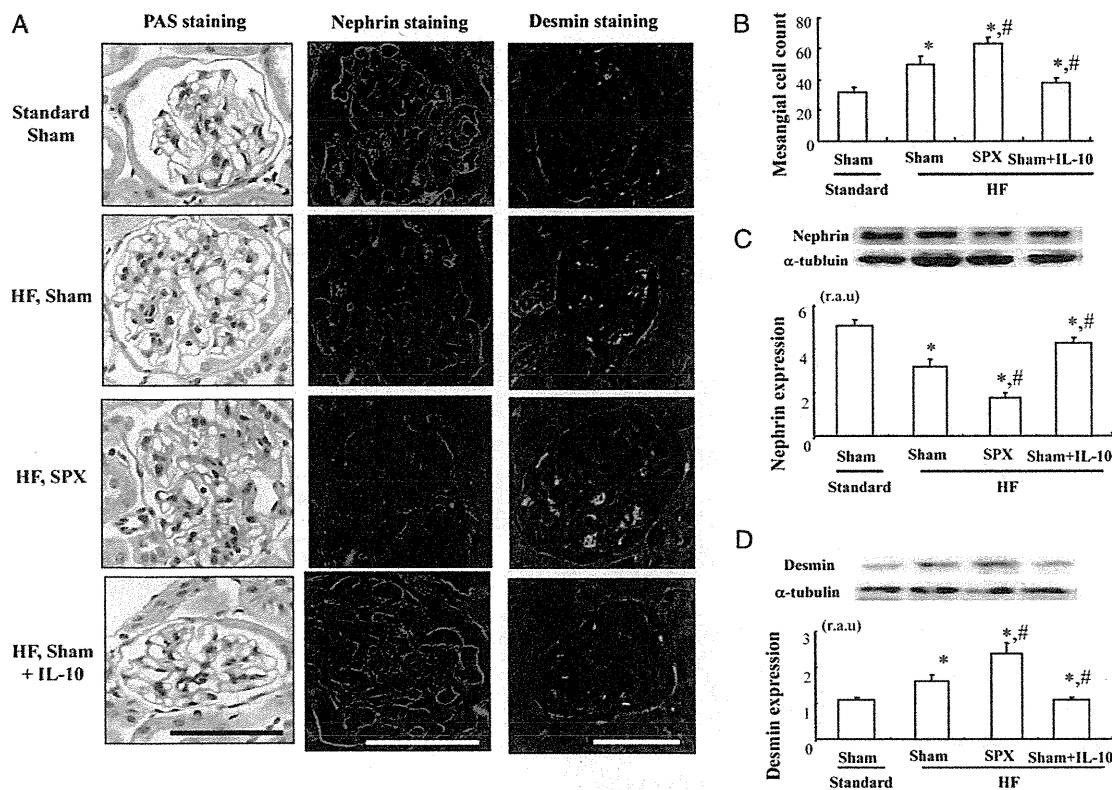 A
PAS staining
Nephrin staining
Desmin staining
Standard
Sham
HF, Sham
HF, SPX
HF, Sham
+ IL-10
B
Mesangial cell count
80
60
40
20
0
*
*,#
*,#
Sham
Sham
SPX
Sham+IL-10
Standard
HF
C
Nephrin
α-tubluin
(r.a.u)
Nephrin expression
6
4
2
0
*
*,#
*,#
Sham
Sham
SPX
Sham+IL-10
Standard
HF
D
Desmin
α-tubulin
(r.a.u)
Desmin expression
3
2
1
0
*
*,#
*,#
Sham
Sham
SPX
Sham+IL-10
Standard
HF